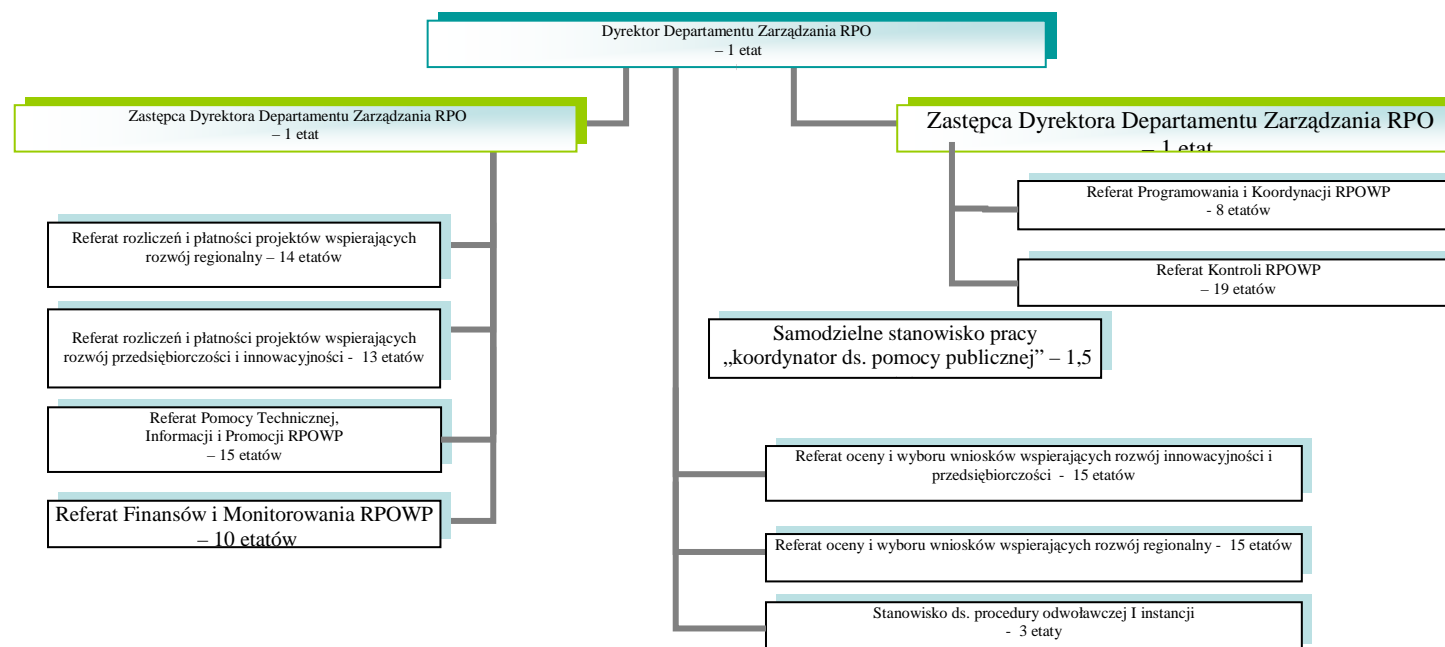 Dyrektor Departamentu Zarządzania RPO
– 1 etat
Zastępca Dyrektora Departamentu Zarządzania RPO
– 1 etat
Zastępca Dyrektora Departamentu Zarządzania RPO
– 1 etat
Referat Programowania i Koordynacji RPOWP
- 8 etatów
Referat Kontroli RPOWP
– 19 etatów
Referat rozliczeń i płatności projektów wspierających
rozwój regionalny – 14 etatów
Referat rozliczeń i płatności projektów wspierających
rozwój przedsiębiorczości i innowacyjności - 13 etatów
Referat Pomocy Technicznej,
Informacji i Promocji RPOWP
– 15 etatów
Referat Finansów i Monitorowania RPOWP
– 10 etatów
Samodzielne stanowisko pracy
„koordynator ds. pomocy publicznej” – 1,5
Referat oceny i wyboru wniosków wspierających rozwój innowacyjności i
przedsiębiorczości - 15 etatów
Referat oceny i wyboru wniosków wspierających rozwój regionalny - 15 etatów
Stanowisko ds. procedury odwoławczej I instancji
- 3 etaty